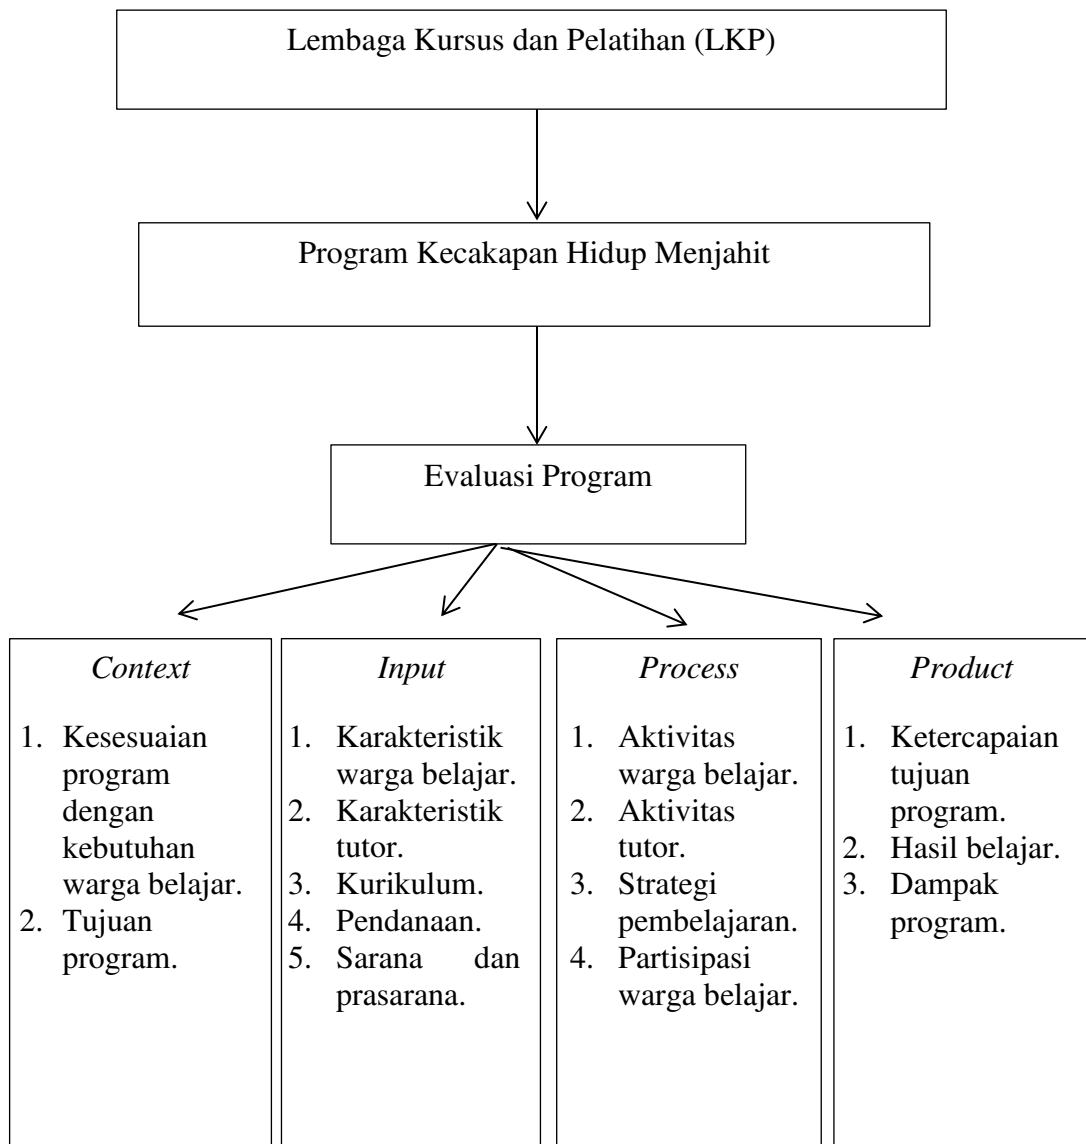 Lembaga Kursus dan Pelatihan (LKP)
Program Kecakapan Hidup Menjahit
Evaluasi Program
Context
1. Kesesuaian
program
dengan
kebutuhan
warga belajar.
2. Tujuan
program.
Input
1. Karakteristik
warga belajar.
2. Karakteristik
tutor.
3. Kurikulum.
4. Pendanaan.
5. Sarana dan
prasarana.
Process
1. Aktivitas
warga belajar.
2. Aktivitas
tutor.
3. Strategi
pembelajaran.
4. Partisipasi
warga belajar.
Product
1. Ketercapaian
tujuan
program.
2. Hasil belajar.
3. Dampak
program.